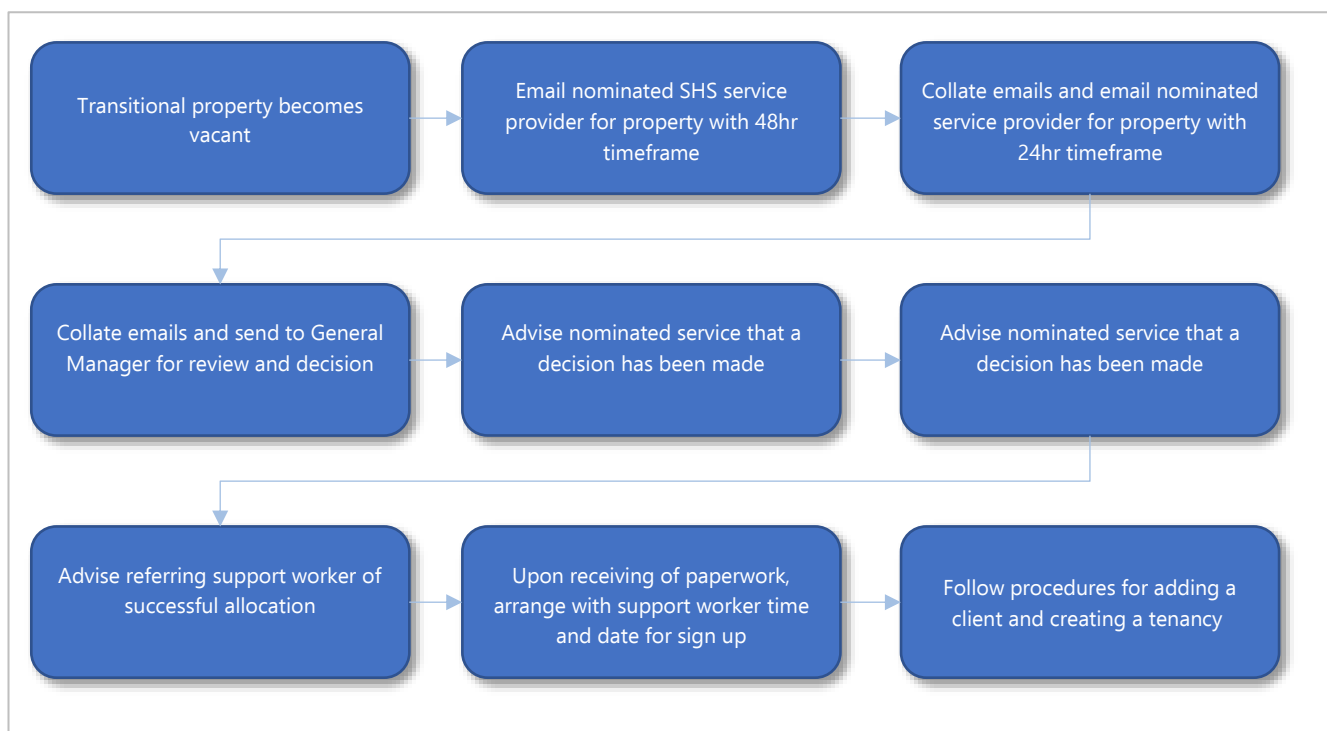 Transitional property becomes
vacant
Email nominated SHS service
provider for property with 48hr
timeframe
Collate emails and email nominated
service provider for property with
24hr timeframe
Collate emails and send to General
Manager for review and decision
Advise nominated service that a
decision has been made
Advise nominated service that a
decision has been made
Advise referring support worker of
successful allocation
Upon receiving of paperwork,
arrange with support worker time
and date for sign up
Follow procedures for adding a
client and creating a tenancy